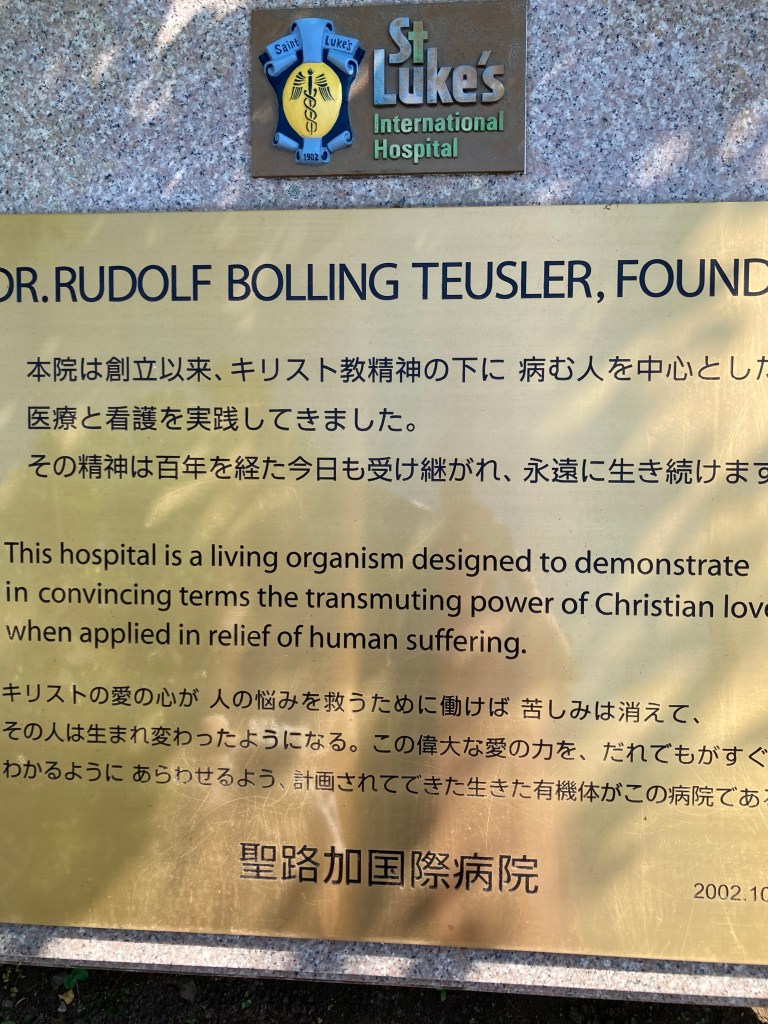 Saint Luke's
1902
St Luke's
International
Hospital
DR. RUDOLF BOLLING TEUSLER, FOUND
本院は創立以来、キリスト教精神の下に 病む人を中心とした
医療と看護を実践してきました。
その精神は百年を経た今日も受け継がれ、永遠に生き続けます
This hospital is a living organism designed to demonstrate
in convincing terms the transmuting power of Christian love
when applied in relief of human suffering.
キリストの愛の心が 人の悩みを救うために働けば 苦しみは消えて、
その人は生まれ変わったようになる。この偉大な愛の力を、だれでもがすぐ
わかるように あらわせるよう、計画されてできた生きた有機体がこの病院である
聖路加国際病院
2002.10